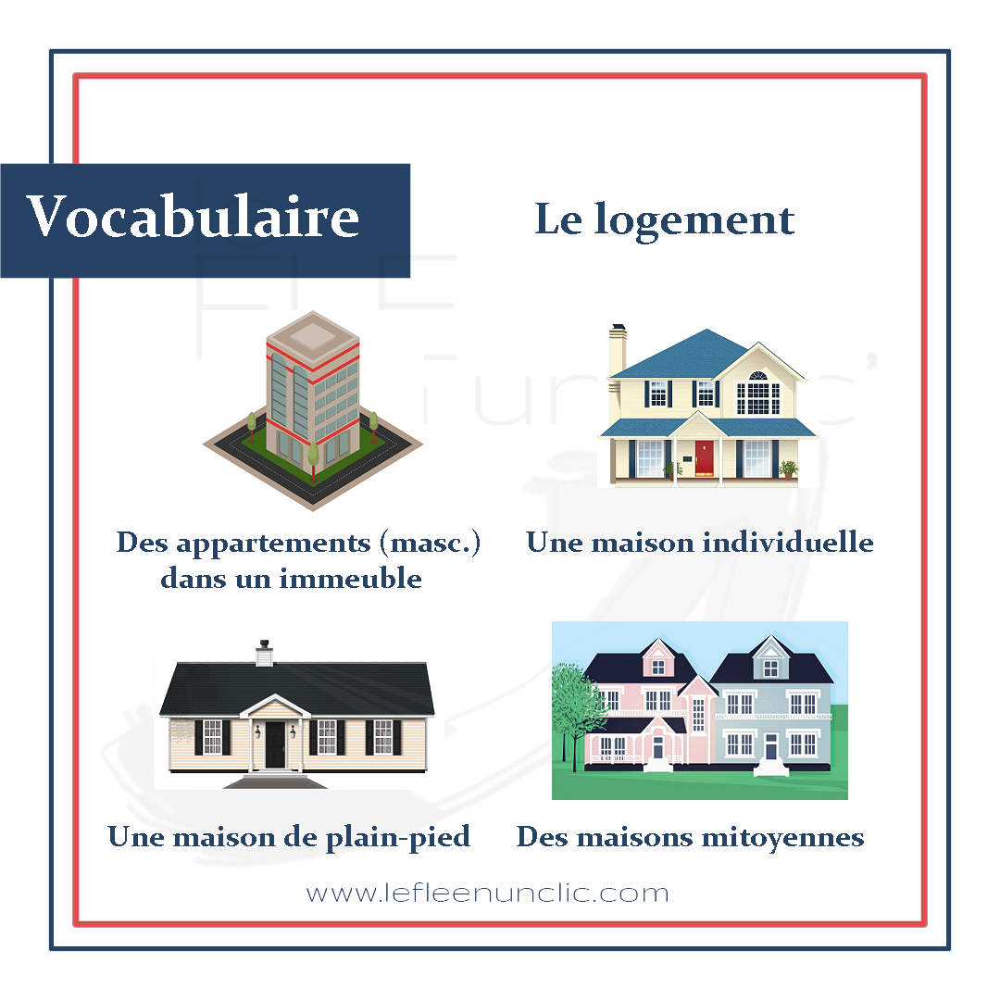 Vocabulaire
Le logement
Des appartements (masc.)
dans un immeuble
Une maison individuelle
Une maison de plain-pied
Des maisons mitoyennes
www.lefleenunclic.com